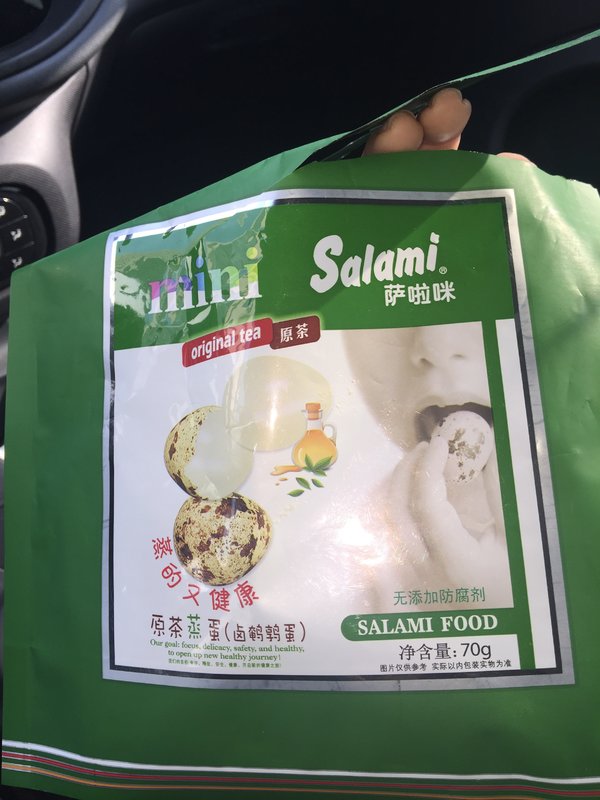 mini
Salami®
萨啦咪
original tea 原茶
蒸的又健康
无添加防腐剂
原茶蒸蛋(卤鹌鹑蛋)
SALAMI FOOD
Our goal: focus, delicacy, safety, and healthy,
to open up new healthy journey!
净含量: 70g
图片仅供参考 实际以内包装实物为准